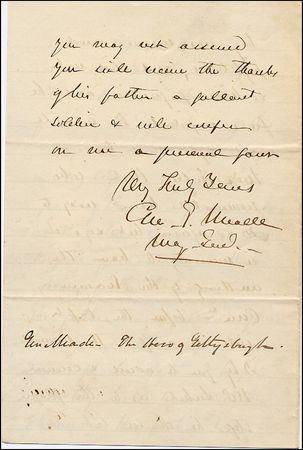 you may rest assured
you will receive the thanks
of his father a gallant
soldier & will confer
on me a personal favor
Very Truly Yours
Geo. G. Meade
Maj. Genl.
Gen Meade The Hero of Gettysburgh.